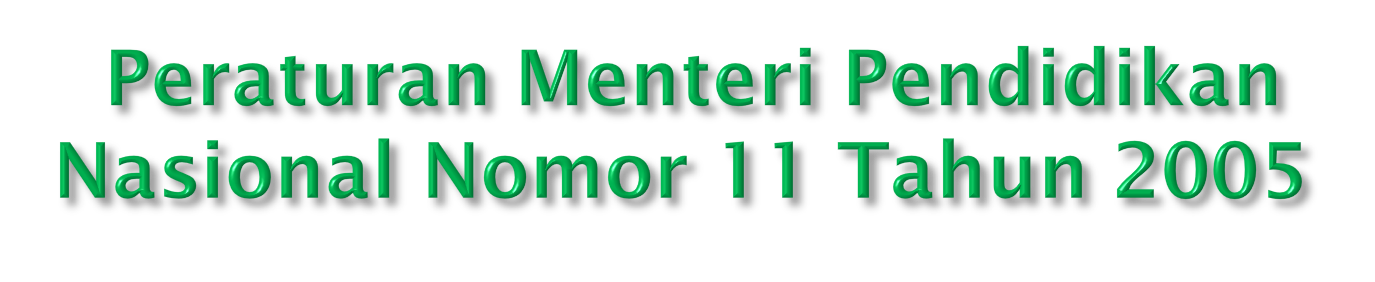 Peraturan Menteri Pendidikan
Nasional Nomor 11 Tahun 2005